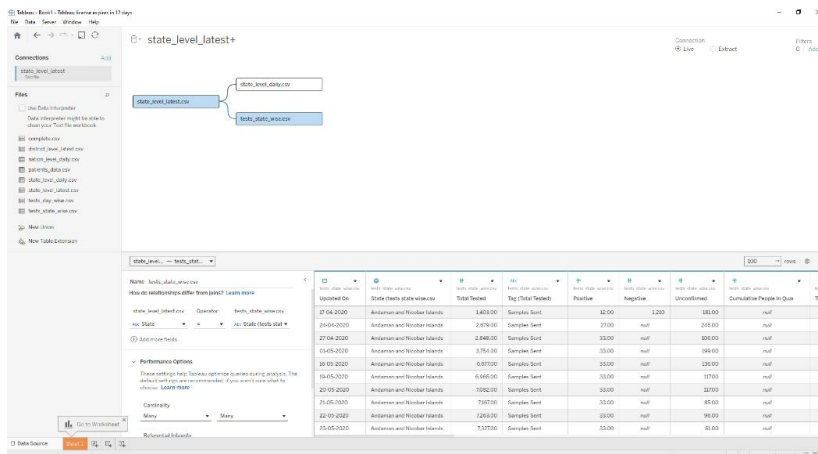 Tableau - Book1 - Tableau license expires in 12 days
File Data Server Window Help
Connections Add
state_level_latest
Text file
Files
Use Data Interpreter
Data Interpreter might be able to
clean your Text file workbook.
complete.csv
district_level_latest.csv
nation_level_daily.csv
patients_data.csv
state_level_daily.csv
state_level_latest.csv
tests_day_wise.csv
tests_state_wise.csv
New Union
New Table Extension
state_level_latest+
Connection
Live Extract
Filters
0 Add
state_level_latest.csv
state_level_daily.csv
tests_state_wise.csv
state_level... — tests_stat...
100 → rows
Name tests_state_wise.csv
How do relationships differ from joins? Learn more
state_level_latest.csv Operator tests_state_wise.csv
Abc State = Abc State (tests stat
Add more fields
Performance Options
These settings help Tableau optimize queries during analysis. The
default settings are recommended, if you aren't sure what to
choose. Learn more
Cardinality
Many Many
Referential Integrity
Updated On State (tests state wise.csv Total Tested Tag (Total Tested) Positive Negative Unconfirmed Cumulative People In Quar T
17-04-2020 Andaman and Nicobar Islands 1,403.00 Samples Sent 12.00 1,210 181.00 null
24-04-2020 Andaman and Nicobar Islands 2,679.00 Samples Sent 27.00 null 246.00 null
27-04-2020 Andaman and Nicobar Islands 2,848.00 Samples Sent 33.00 null 106.00 null
01-05-2020 Andaman and Nicobar Islands 3,754.00 Samples Sent 33.00 null 199.00 null
16-05-2020 Andaman and Nicobar Islands 6,677.00 Samples Sent 33.00 null 136.00 null
19-05-2020 Andaman and Nicobar Islands 6,965.00 Samples Sent 33.00 null 117.00 null
20-05-2020 Andaman and Nicobar Islands 7,082.00 Samples Sent 33.00 null 117.00 null
21-05-2020 Andaman and Nicobar Islands 7,167.00 Samples Sent 33.00 null 85.00 null
22-05-2020 Andaman and Nicobar Islands 7,263.00 Samples Sent 33.00 null 96.00 null
23-05-2020 Andaman and Nicobar Islands 7,327.00 Samples Sent 33.00 null 61.00 null
Go to Worksheet
Data Source Sheet 1